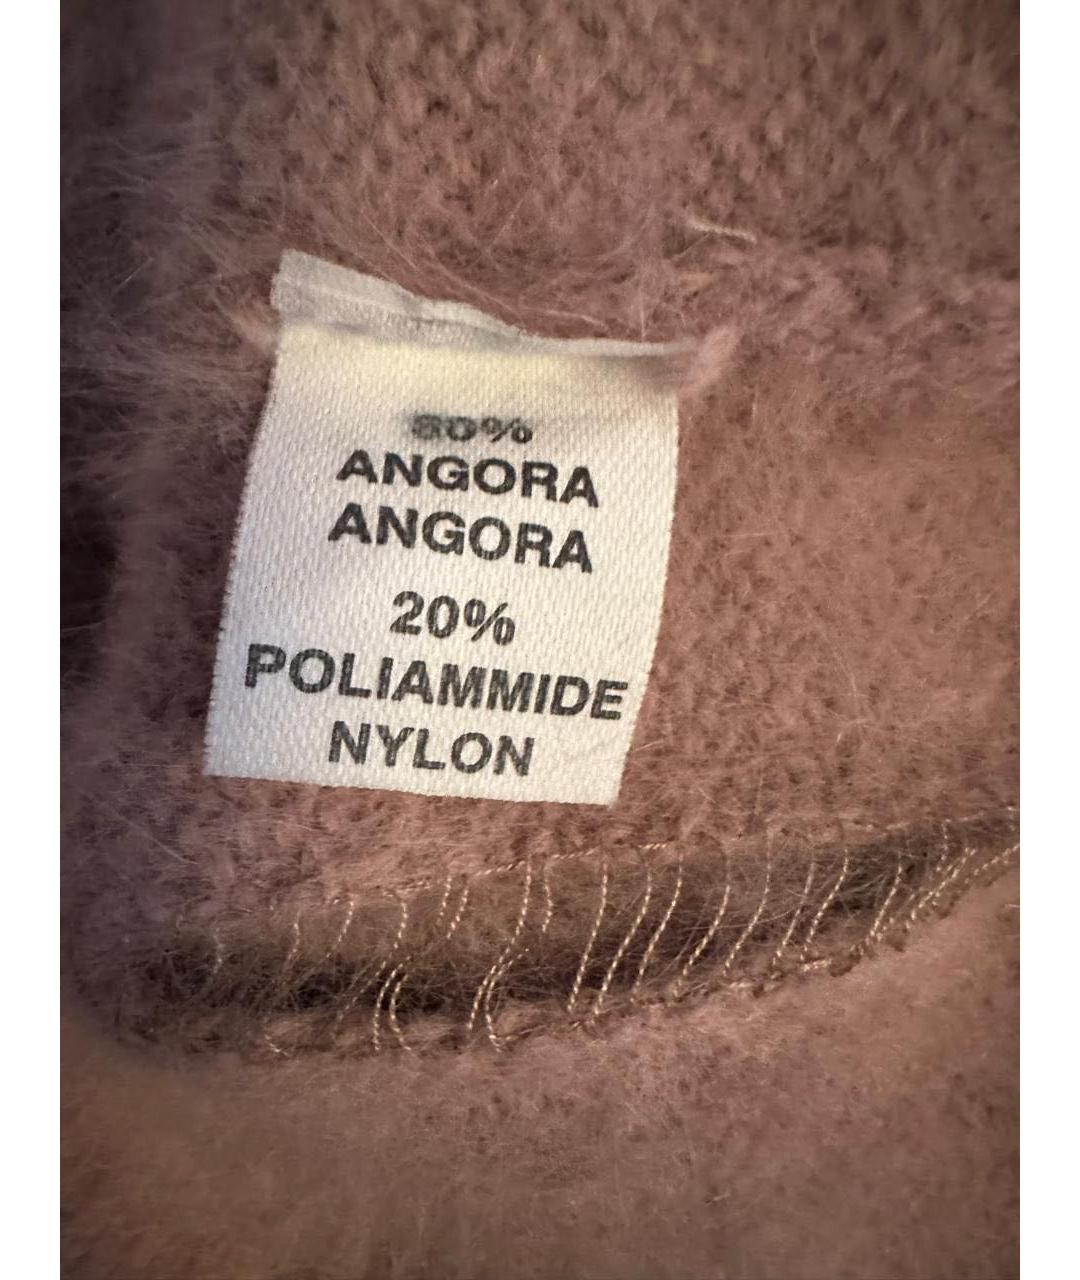 80%
ANGORA
ANGORA
20%
POLIAMMIDE
NYLON